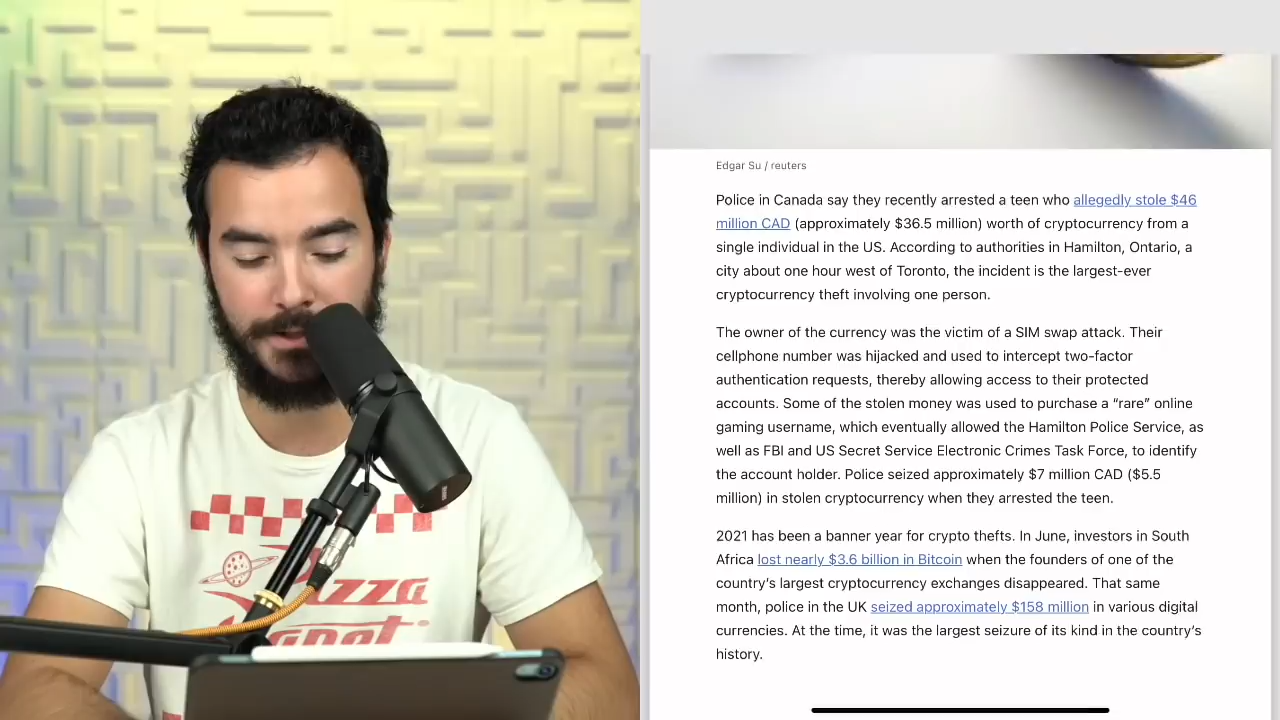 Pizza
Planet
Edgar Su / reuters
Police in Canada say they recently arrested a teen who allegedly stole $46
million CAD (approximately $36.5 million) worth of cryptocurrency from a
single individual in the US. According to authorities in Hamilton, Ontario, a
city about one hour west of Toronto, the incident is the largest-ever
cryptocurrency theft involving one person.
The owner of the currency was the victim of a SIM swap attack. Their
cellphone number was hijacked and used to intercept two-factor
authentication requests, thereby allowing access to their protected
accounts. Some of the stolen money was used to purchase a “rare” online
gaming username, which eventually allowed the Hamilton Police Service, as
well as FBI and US Secret Service Electronic Crimes Task Force, to identify
the account holder. Police seized approximately $7 million CAD ($5.5
million) in stolen cryptocurrency when they arrested the teen.
2021 has been a banner year for crypto thefts. In June, investors in South
Africa lost nearly $3.6 billion in Bitcoin when the founders of one of the
country’s largest cryptocurrency exchanges disappeared. That same
month, police in the UK seized approximately $158 million in various digital
currencies. At the time, it was the largest seizure of its kind in the country’s
history.